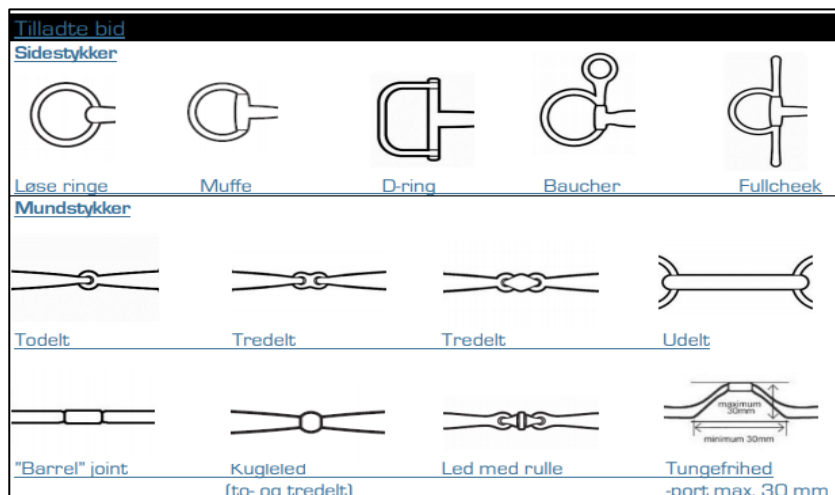 Tilladte bid
Sidestykker
Løse ringe Muffe D-ring Baucher Fullcheek
Mundstykker
Todelt Tredelt Tredelt Udelt
maximum
30mm
minimum 30mm
"Barrel" joint Kugleled Led med rulle Tungefrihed
(to- og tredelt) -port max. 30 mm